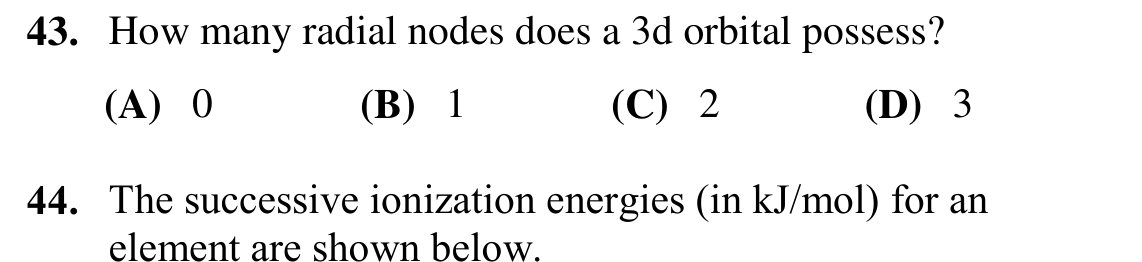 43. How many radial nodes does a 3d orbital possess?
(A) 0 (B) 1 (C) 2 (D) 3
44. The successive ionization energies (in kJ/mol) for an
element are shown below.